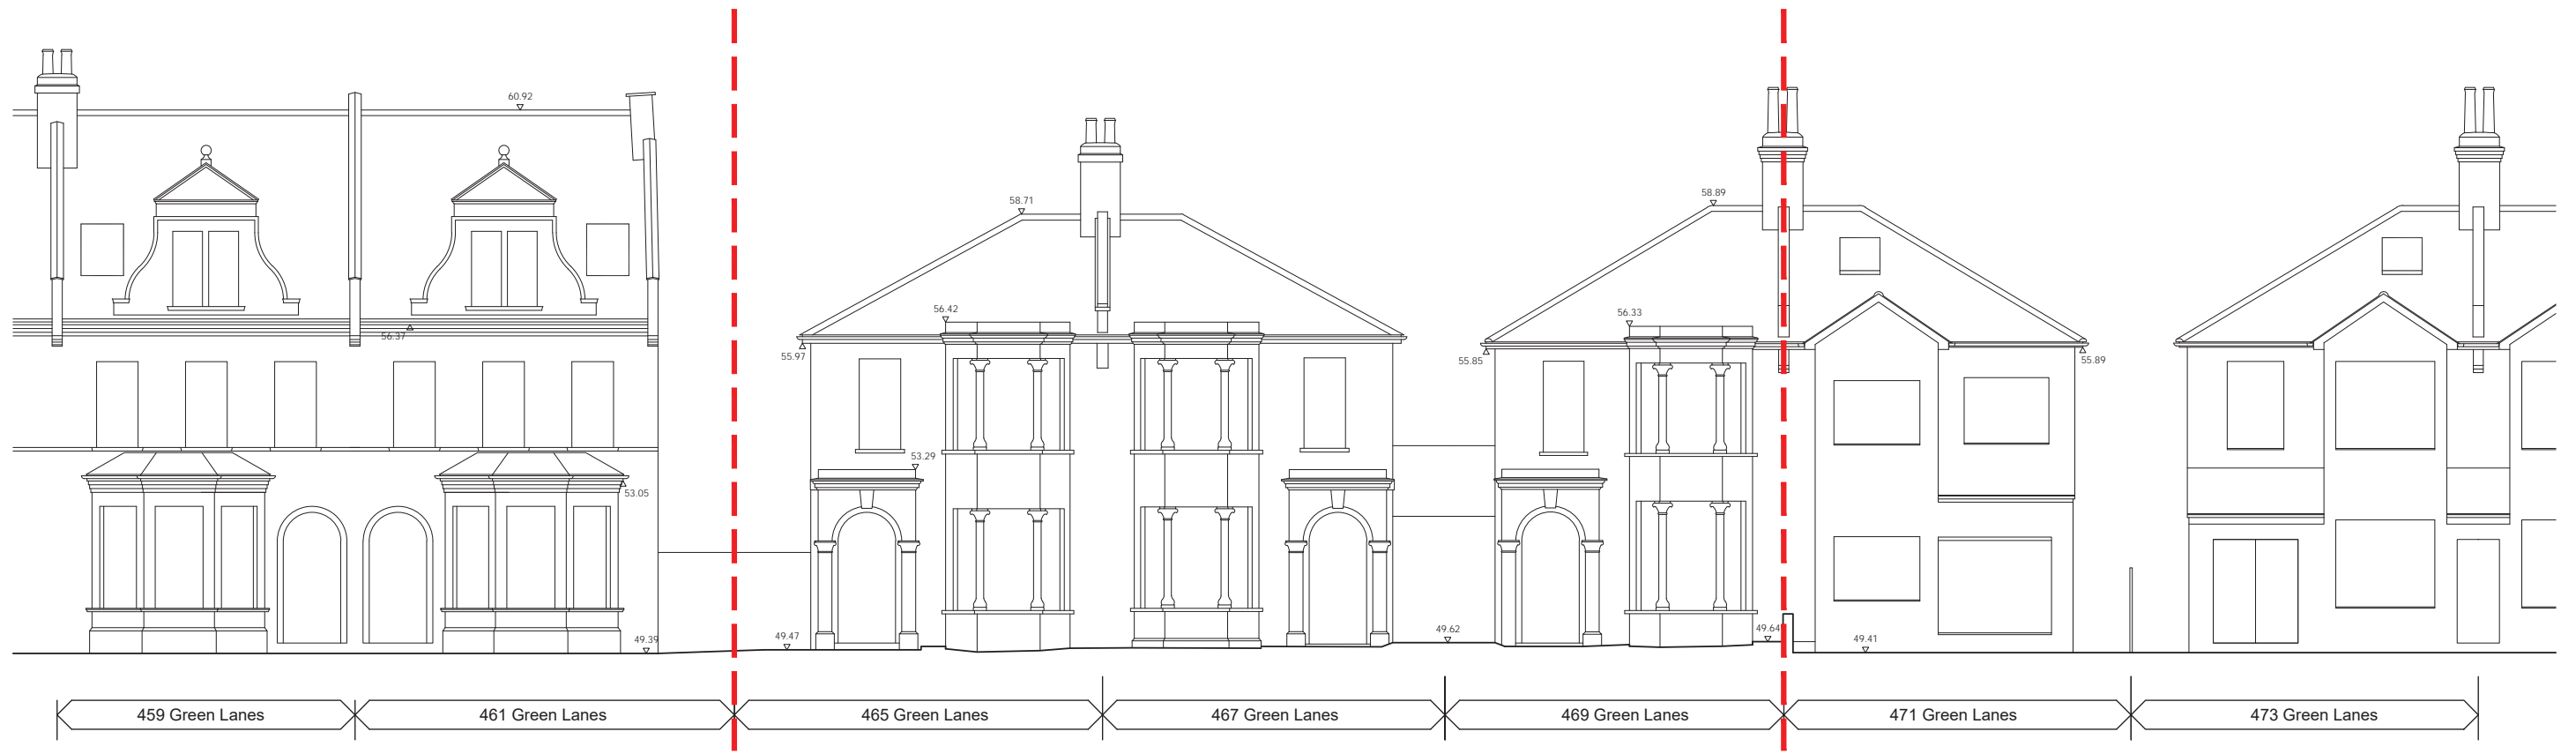 60.92
58.71
58.89
56.42
56.33
56.37
55.97
55.85
55.89
53.29
53.05
49.39
49.47
49.62
49.64
49.41
459 Green Lanes
461 Green Lanes
465 Green Lanes
467 Green Lanes
469 Green Lanes
471 Green Lanes
473 Green Lanes